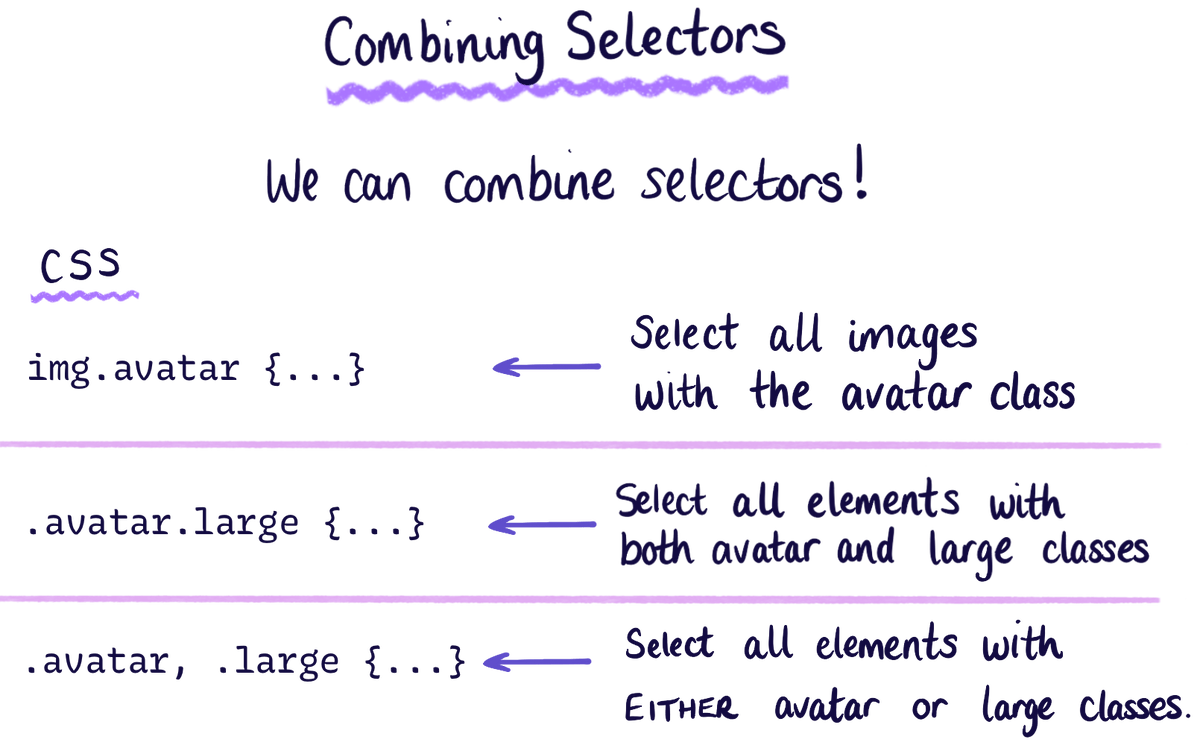 Combining Selectors
We can combine selectors!
CSS
img.avatar {...}
Select all images
with the avatar class
.avatar.large {...}
Select all elements with
both avatar and large classes
.avatar, .large {...}
Select all elements with
EITHER avatar or large classes.